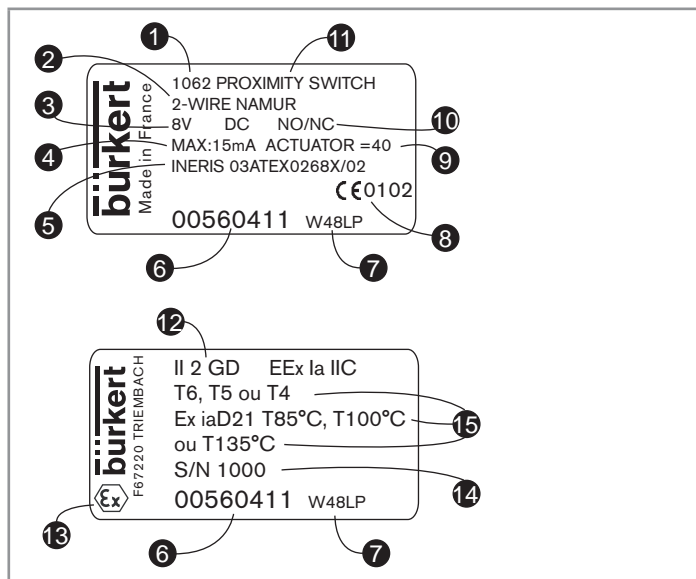 1 11
2 1062 PROXIMITY SWITCH
2-WIRE NAMUR
3 8V DC NO/NC 10
4 MAX:15mA ACTUATOR =40 9
INERIS 03ATEX0268X/02
5 CE0102
00560411 W48LP 8
6 7
bürkert
Made in France
12
II 2 GD EEx Ia IIC
T6, T5 ou T4
Ex iaD21 T85°C, T100°C 15
ou T135°C
S/N 1000 14
00560411 W48LP
bürkert
F67220 TRIEMBACH
Ex
13 6 7